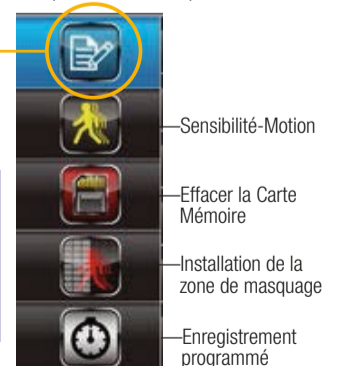 Sensibilité-Motion
Effacer la Carte
Mémoire
Installation de la
zone de masquage
Enregistrement
programmé